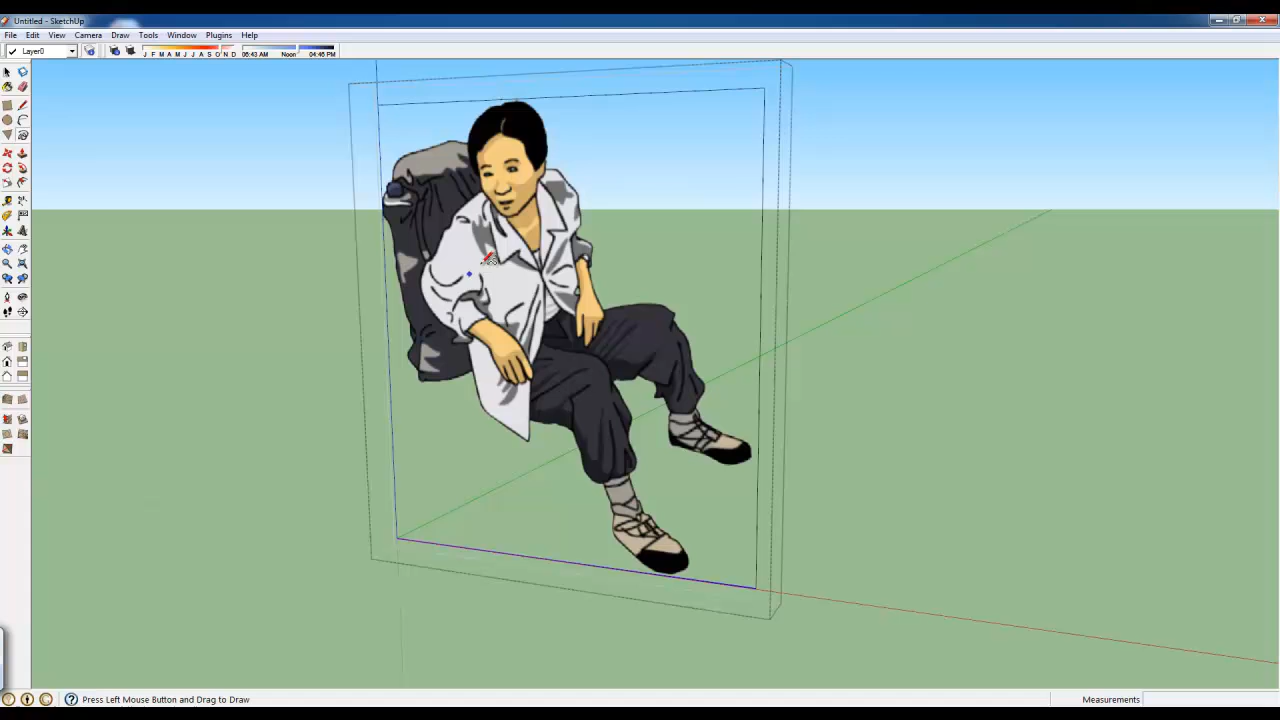 Untitled - SketchUp
File Edit View Camera Draw Tools Window Plugins Help
Layer0
J F M A M J J A S O N D 06:43 AM Noon 04:46 PM
Press Left Mouse Button and Drag to Draw
Measurements